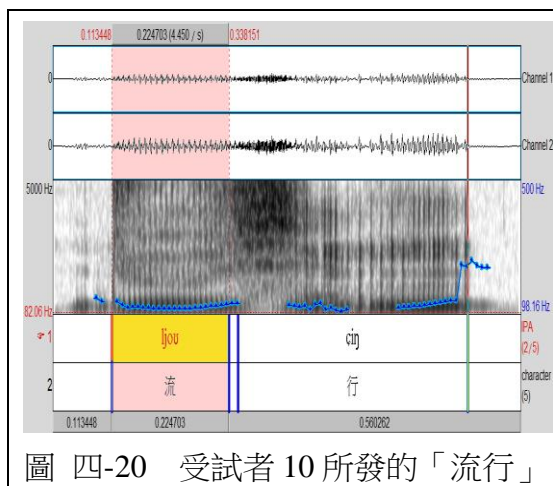 0.113448 0.224703 (4.450 / s) 0.338151
0 Channel 1
0 Channel 2
5000 Hz 500 Hz
82.06 Hz 98.16 Hz
1 ljoʊ ɕiŋ IPA (2/5)
2 流 行 character (5)
0.113448 0.224703 0.560262
圖 四-20 受試者 10 所發的「流行」